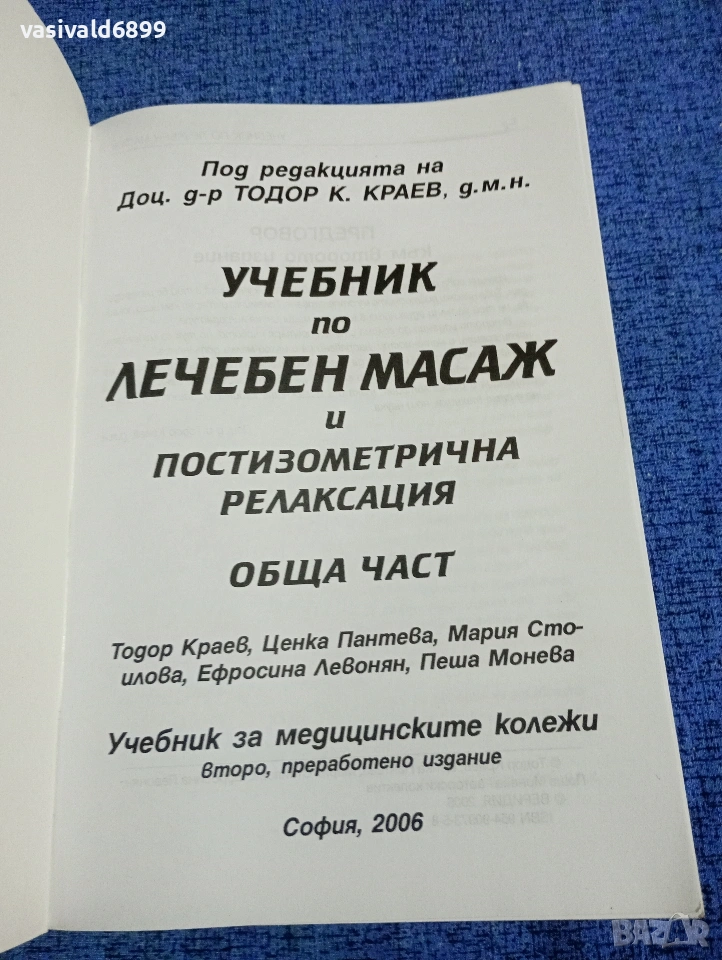 vasivald6899
Под редакцията на
Доц. д-р ТОДОР К. КРАЕВ, д.м.н.
УЧЕБНИК
по
ЛЕЧЕБЕН МАСАЖ
и
ПОСТИЗОМЕТРИЧНА
РЕЛАКСАЦИЯ
ОБЩА ЧАСТ
Тодор Краев, Ценка Пантева, Мария Сто-
илова, Ефросина Левонян, Пеша Монева
Учебник за медицинските колежи
второ, преработено издание
София, 2006
BAZAR